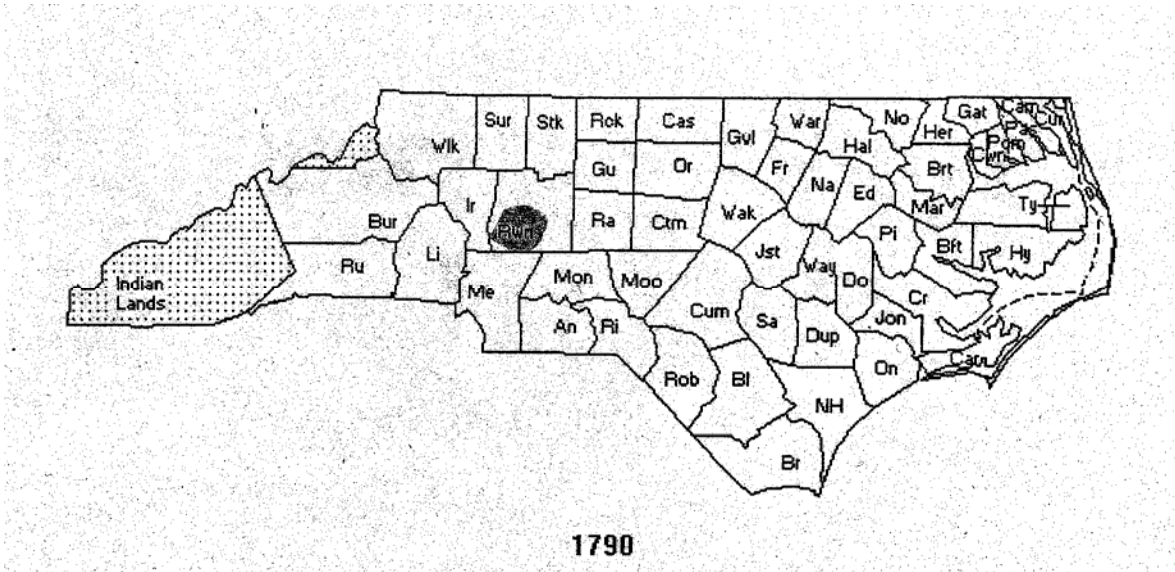 Gat Cam
Cur
Sur Stk Rck Cas Gvl War No Her Pas
Wlk Hal Pqm
Cwn
Gu Or Fr Brt
Ir Na Ed
Bur Rwn Ra Ctm Wak Mar Ty
Li Jst Pi Bft Hy
Ru Way
Indian Me Mon Moo Do
Lands Cr
An Ri Cum Sa Jon
Dup
Rob Bl On Car
NH
Br
1790